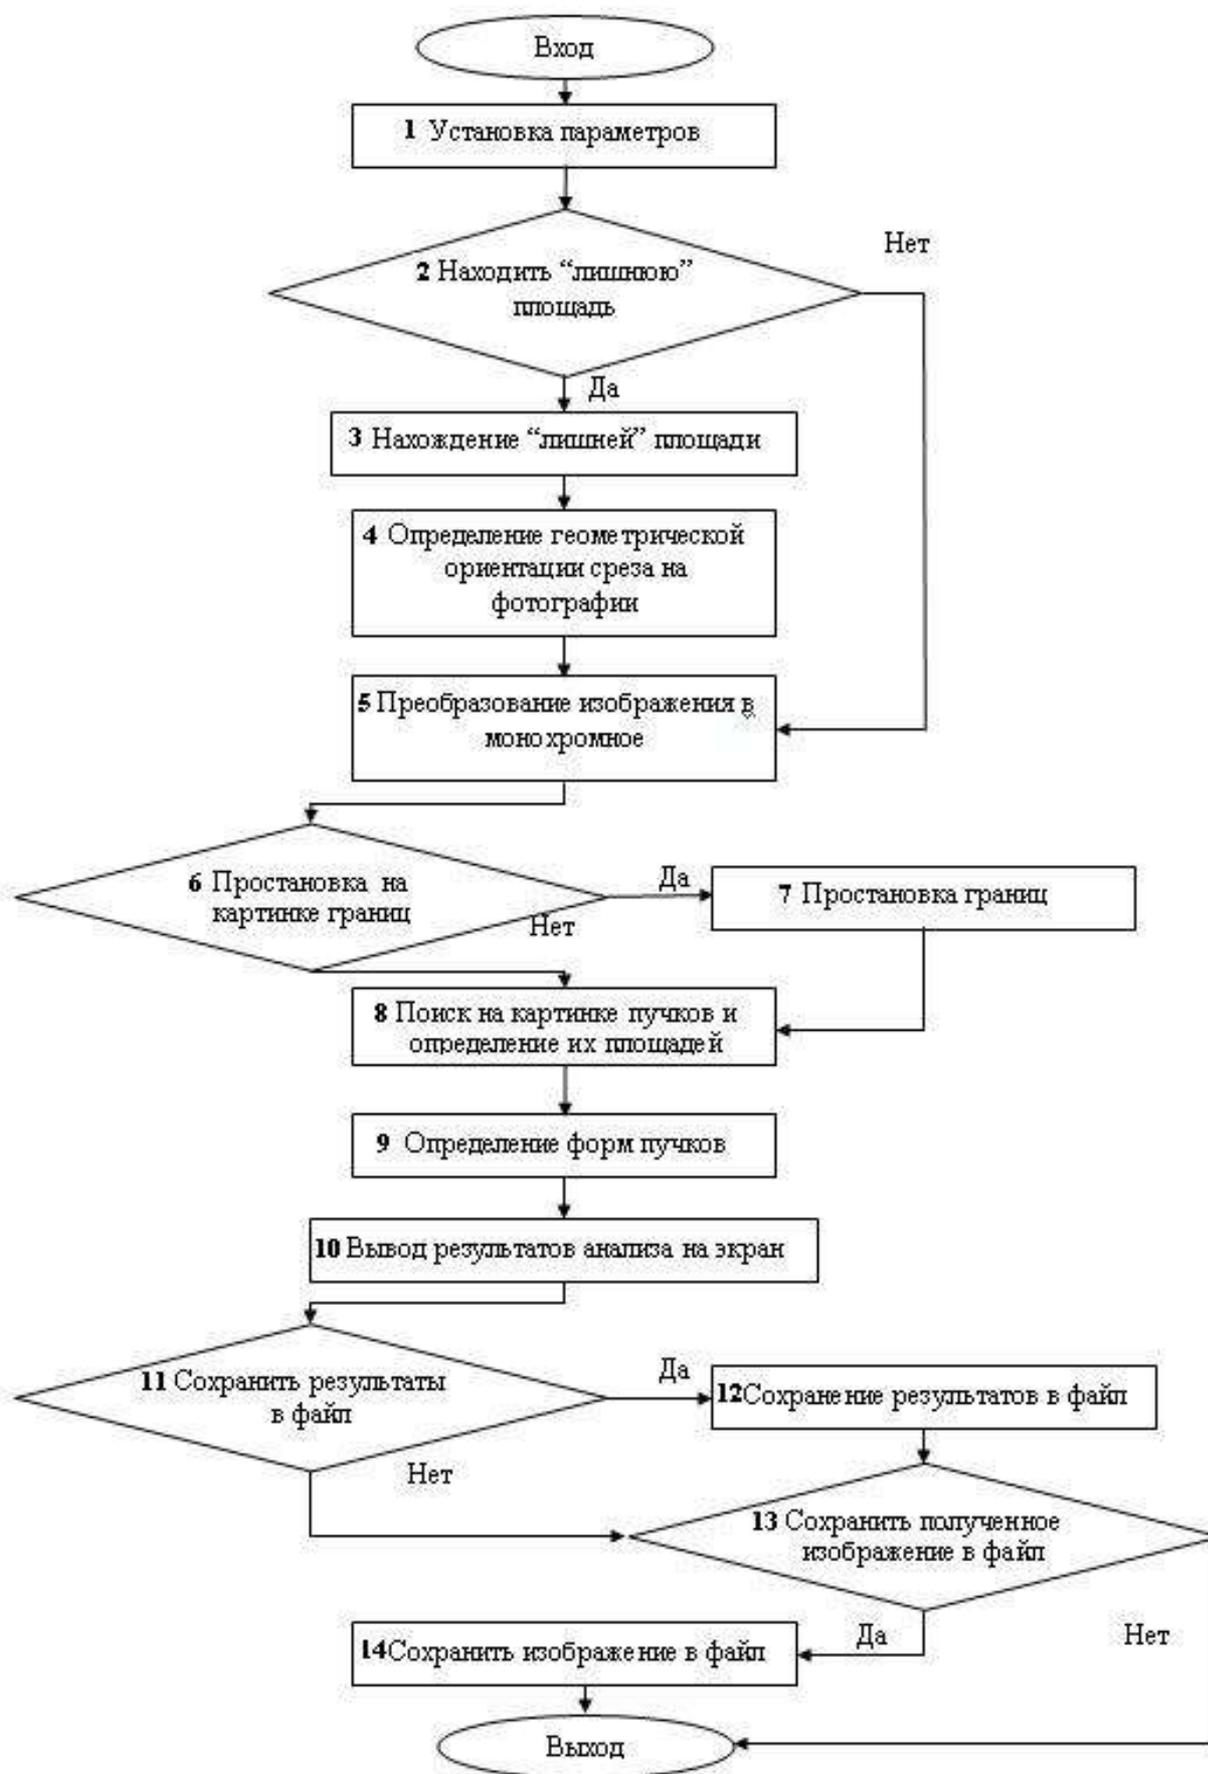 Вход
1 Установка параметров
Нет
2 Находить “лишнюю”
площадь
Да
3 Нахождение “лишней” площади
4 Определение геометрической
ориентации среза на
фотографии
5 Преобразование изображения в
монохромное
6 Простановка на
картинке границ
Да
7 Простановка границ
Нет
8 Поиск на картинке пучков и
определение их площадей
9 Определение форм пучков
10 Вывод результатов анализа на экран
11 Сохранить результаты
в файл
Да
12Сохранение результатов в файл
Нет
13 Сохранить полученное
изображение в файл
14Сохранить изображение в файл
Да
Нет
Выход